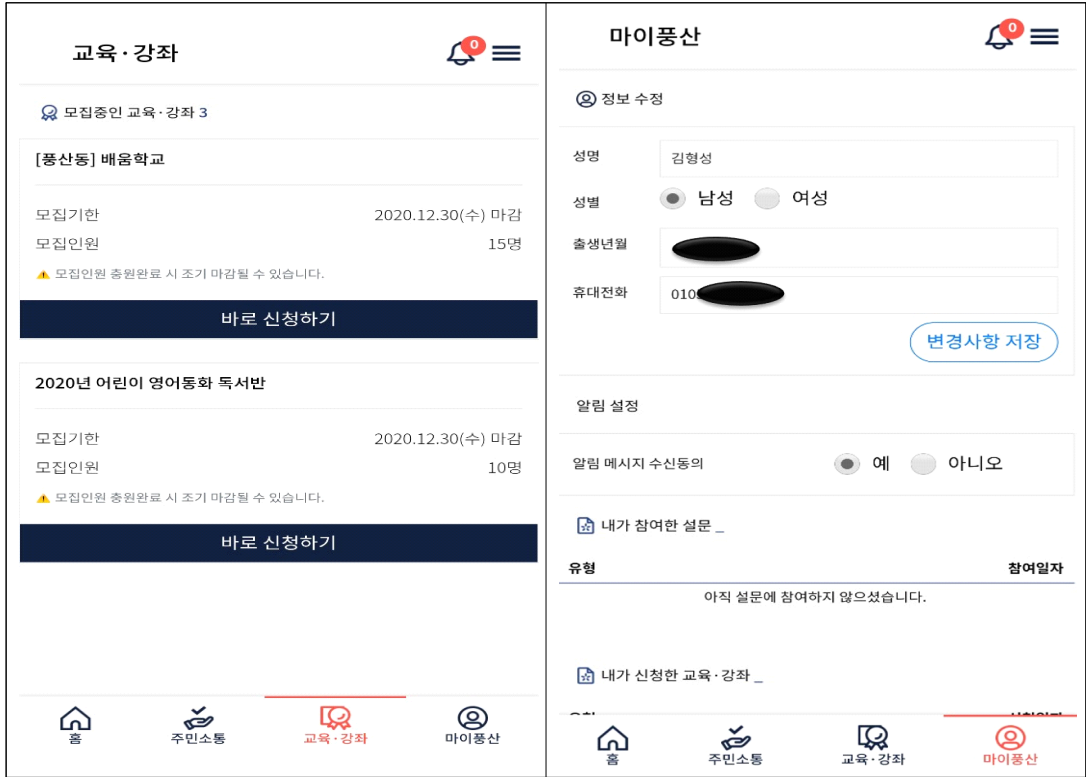 교육·강좌
0
모집중인 교육·강좌 3
[풍산동] 배움학교
모집기한 2020.12.30(수) 마감
모집인원 15명
모집인원 충원완료 시 조기 마감될 수 있습니다.
바로 신청하기
2020년 어린이 영어동화 독서반
모집기한 2020.12.30(수) 마감
모집인원 10명
모집인원 충원완료 시 조기 마감될 수 있습니다.
바로 신청하기
홈 주민소통 교육·강좌 마이풍산
마이풍산
0
정보 수정
성명 김형성
성별 남성 여성
출생년월
휴대전화 010
변경사항 저장
알림 설정
알림 메시지 수신동의 예 아니오
내가 참여한 설문 _
유형 참여일자
아직 설문에 참여하지 않으셨습니다.
내가 신청한 교육·강좌 _
홈 주민소통 교육·강좌 마이풍산